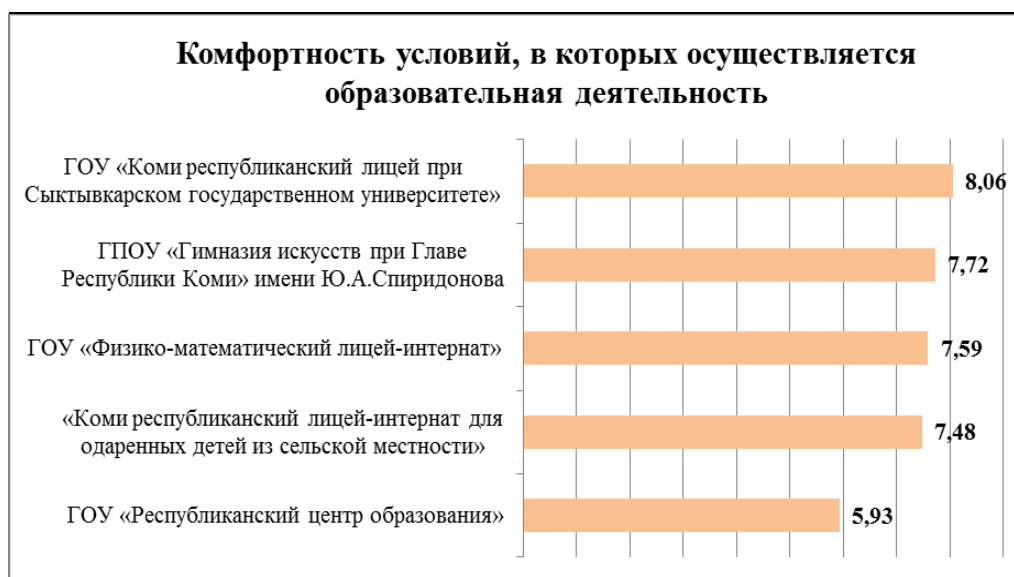 Комфортность условий, в которых осуществляется
образовательная деятельность
ГОУ «Коми республиканский лицей при
Сыктывкарском государственном университете»
8,06
ГПОУ «Гимназия искусств при Главе
Республики Коми» имени Ю.А.Спиридонова
7,72
ГОУ «Физико-математический лицей-интернат»
7,59
«Коми республиканский лицей-интернат для
одаренных детей из сельской местности»
7,48
ГОУ «Республиканский центр образования»
5,93